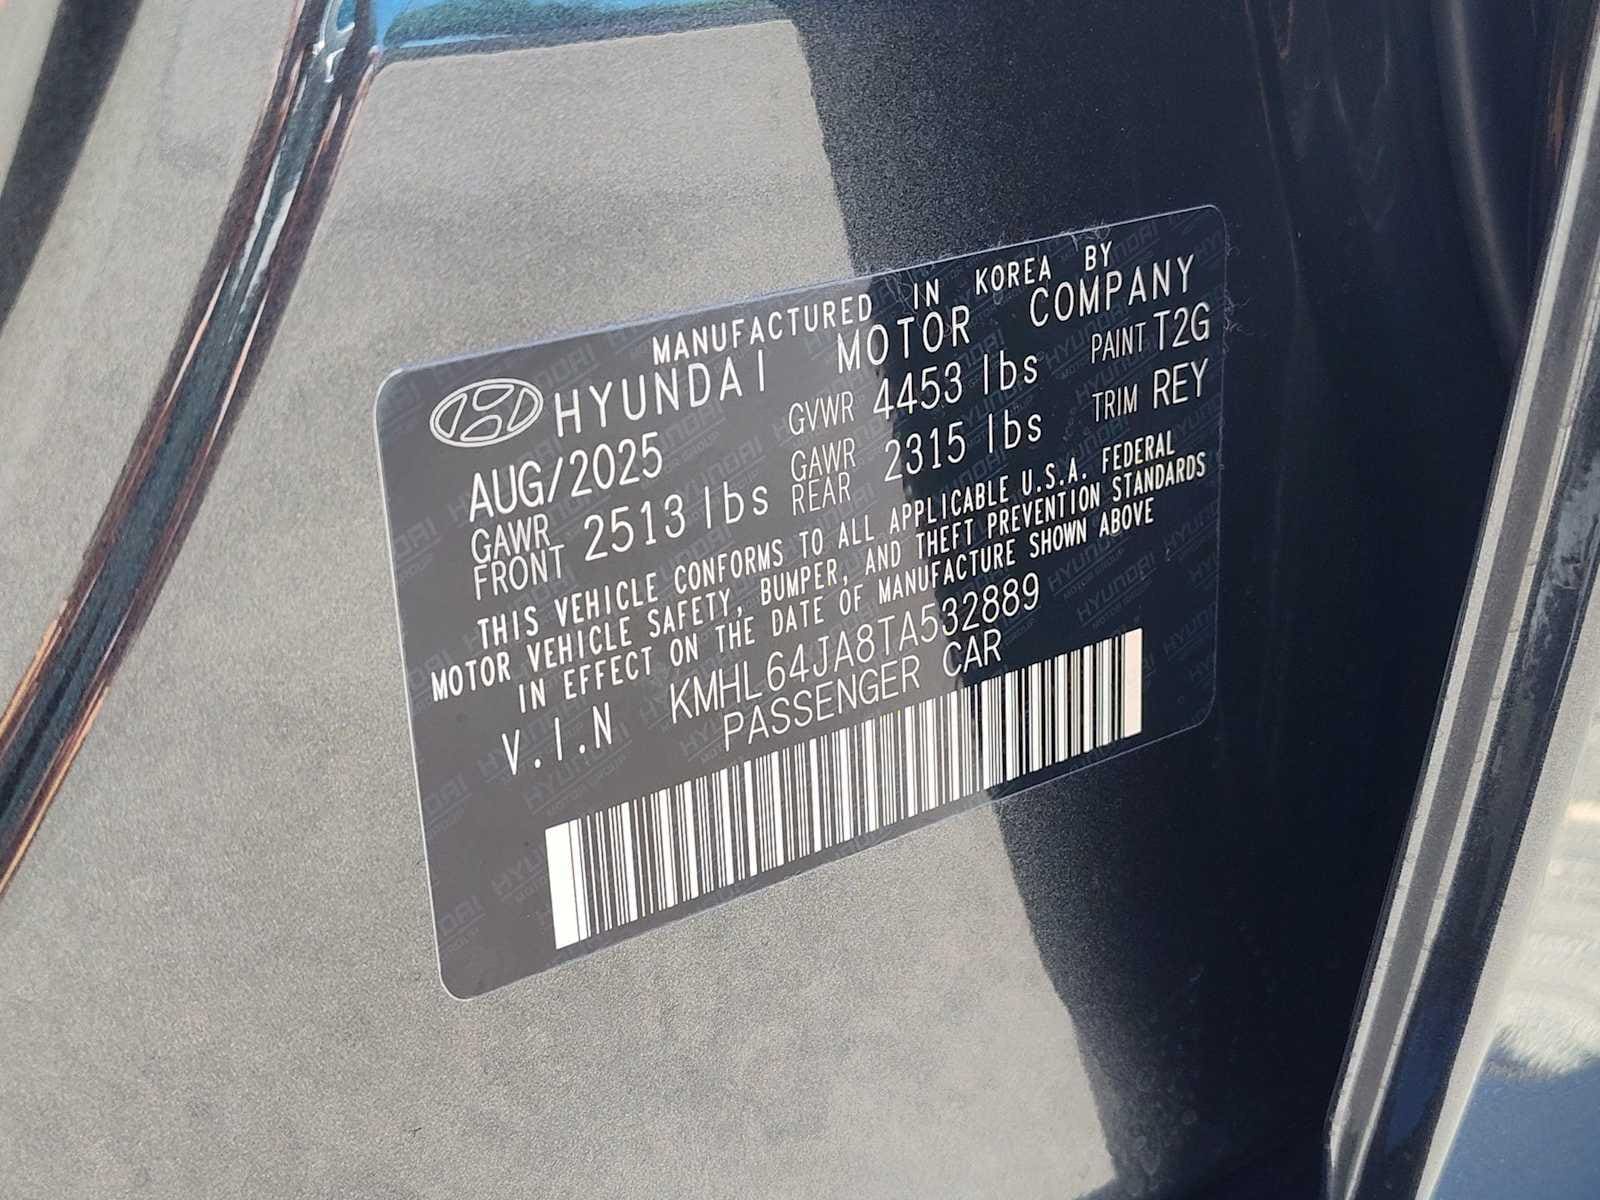 MANUFACTURED IN KOREA BY
HYUNDAI MOTOR COMPANY
AUG/2025 GVWR 4453 lbs PAINT T2G
GAWR FRONT 2513 lbs GAWR REAR 2315 lbs TRIM REY
THIS VEHICLE CONFORMS TO ALL APPLICABLE U.S.A. FEDERAL
MOTOR VEHICLE SAFETY, BUMPER, AND THEFT PREVENTION STANDARDS
IN EFFECT ON THE DATE OF MANUFACTURE SHOWN ABOVE
V.I.N KMHL64JA8TA532889
PASSENGER CAR